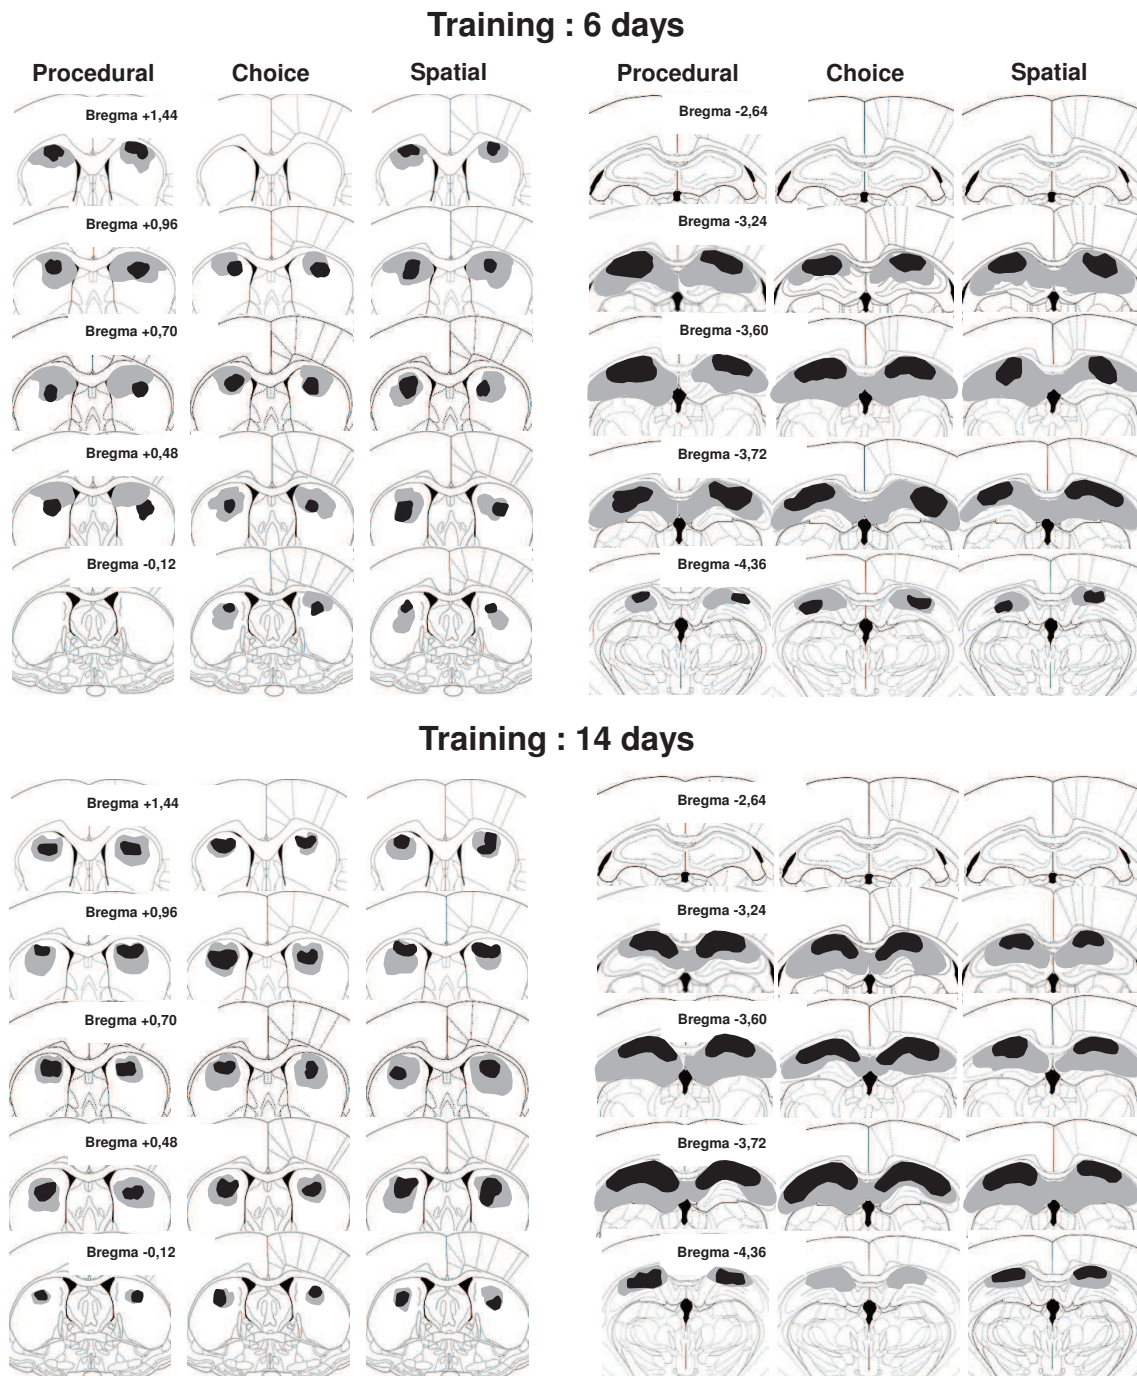 Training : 6 days
Procedural Choice Spatial
Bregma +1,44
Bregma +0,96
Bregma +0,70
Bregma +0,48
Bregma -0,12
Procedural Choice Spatial
Bregma -2,64
Bregma -3,24
Bregma -3,60
Bregma -3,72
Bregma -4,36
Training : 14 days
Bregma +1,44
Bregma +0,96
Bregma +0,70
Bregma +0,48
Bregma -0,12
Bregma -2,64
Bregma -3,24
Bregma -3,60
Bregma -3,72
Bregma -4,36